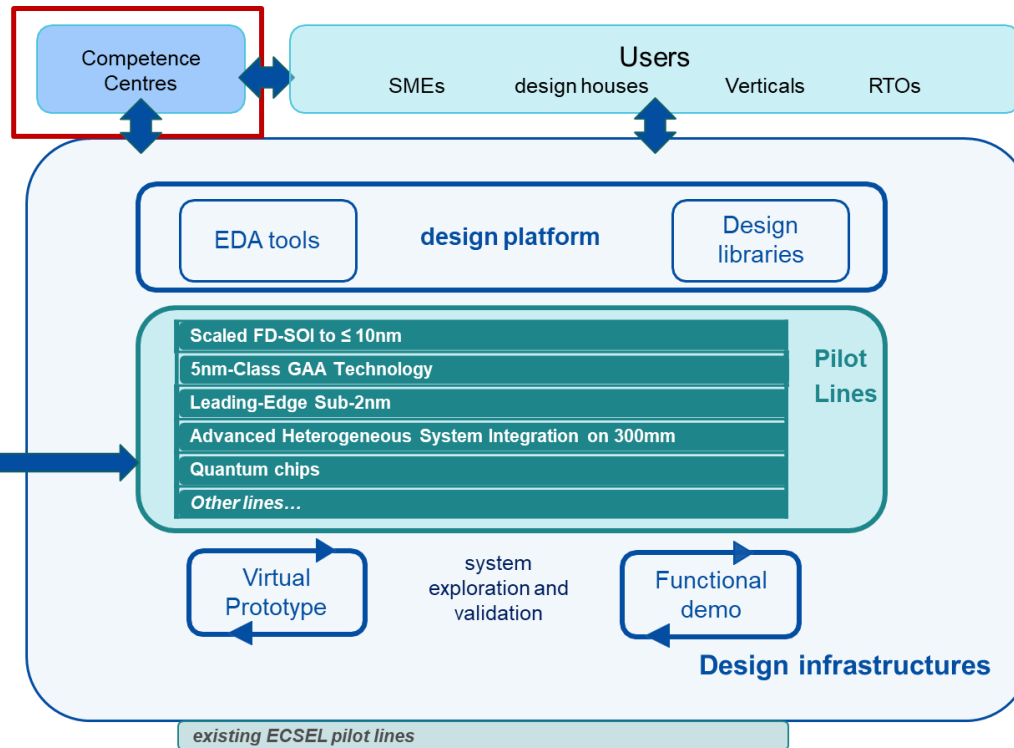 Competence
Centres
Users
SMEs design houses Verticals RTOs
EDA tools
design platform
Design
libraries
Scaled FD-SOI to ≤ 10nm
5nm-Class GAA Technology
Leading-Edge Sub-2nm
Advanced Heterogeneous System Integration on 300mm
Quantum chips
Other lines…
Pilot
Lines
Virtual
Prototype
system
exploration and
validation
Functional
demo
Design infrastructures
existing ECSEL pilot lines